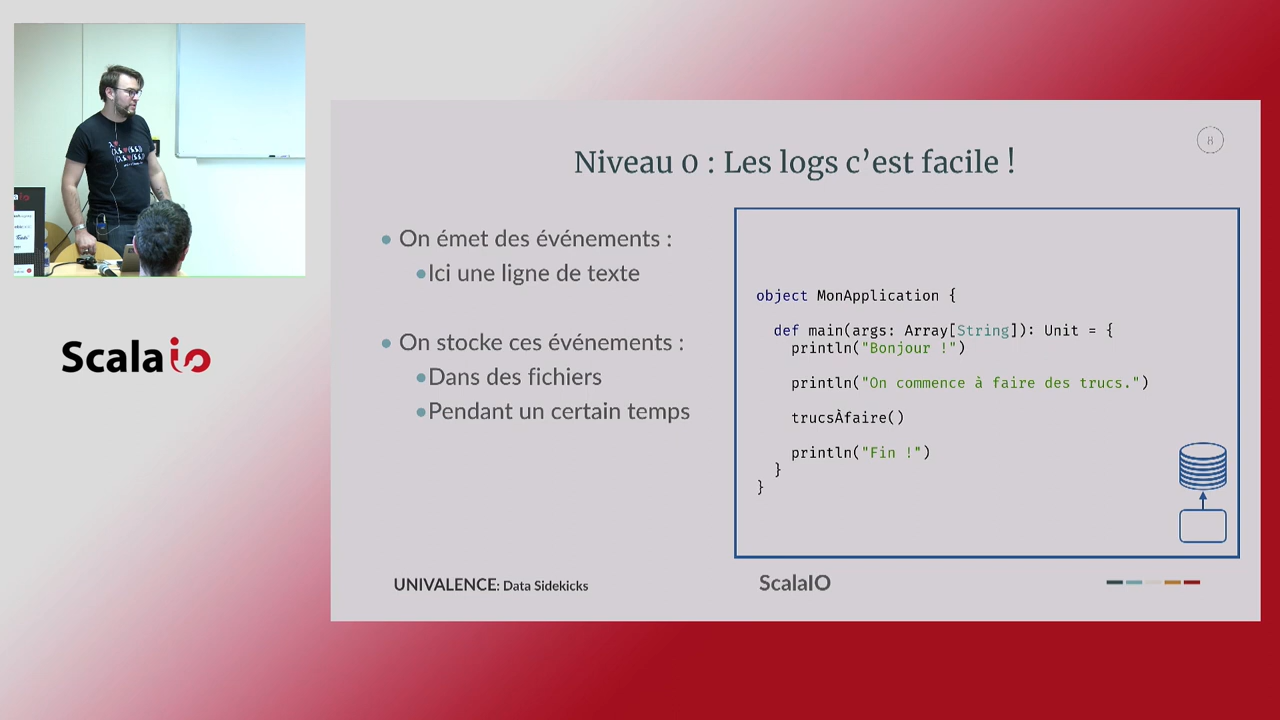 8
Niveau 0 : Les logs c’est facile !
• On émet des événements :
•Ici une ligne de texte
• On stocke ces événements :
•Dans des fichiers
•Pendant un certain temps
object MonApplication {
def main(args: Array[String]): Unit = {
println("Bonjour !")
println("On commence à faire des trucs.")
trucsÀfaire()
println("Fin !")
}
}
UNIVALENCE: Data Sidekicks
ScalaIO
Scala io